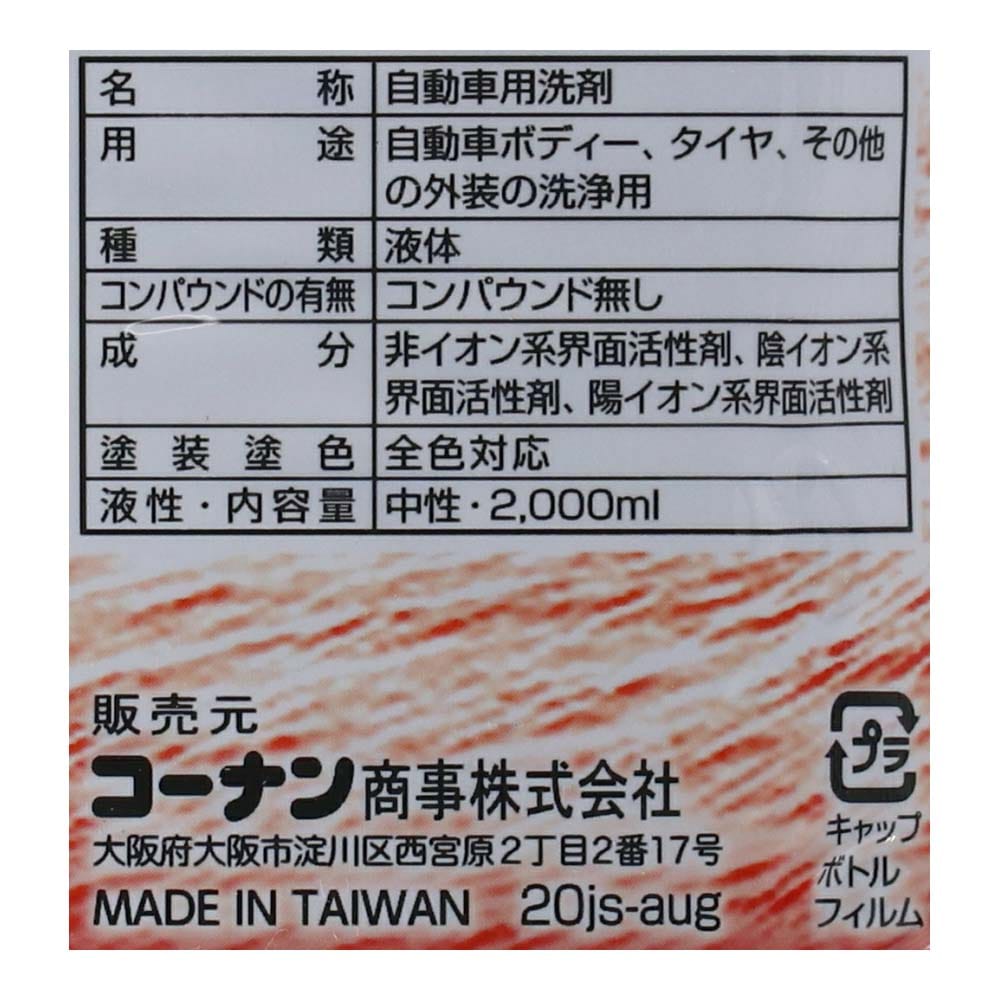 名称 自動車用洗剤
用途 自動車ボディー、タイヤ、その他
の外装の洗浄用
種類 液体
コンパウンドの有無 コンパウンド無し
成分 非イオン系界面活性剤、陰イオン系
界面活性剤、陽イオン系界面活性剤
塗装塗色 全色対応
液性・内容量 中性・2,000ml
販売元
コーナン商事株式会社
大阪府大阪市淀川区西宮原2丁目2番17号
MADE IN TAIWAN 20js-aug
プラ
キャップ
ボトル
フィルム